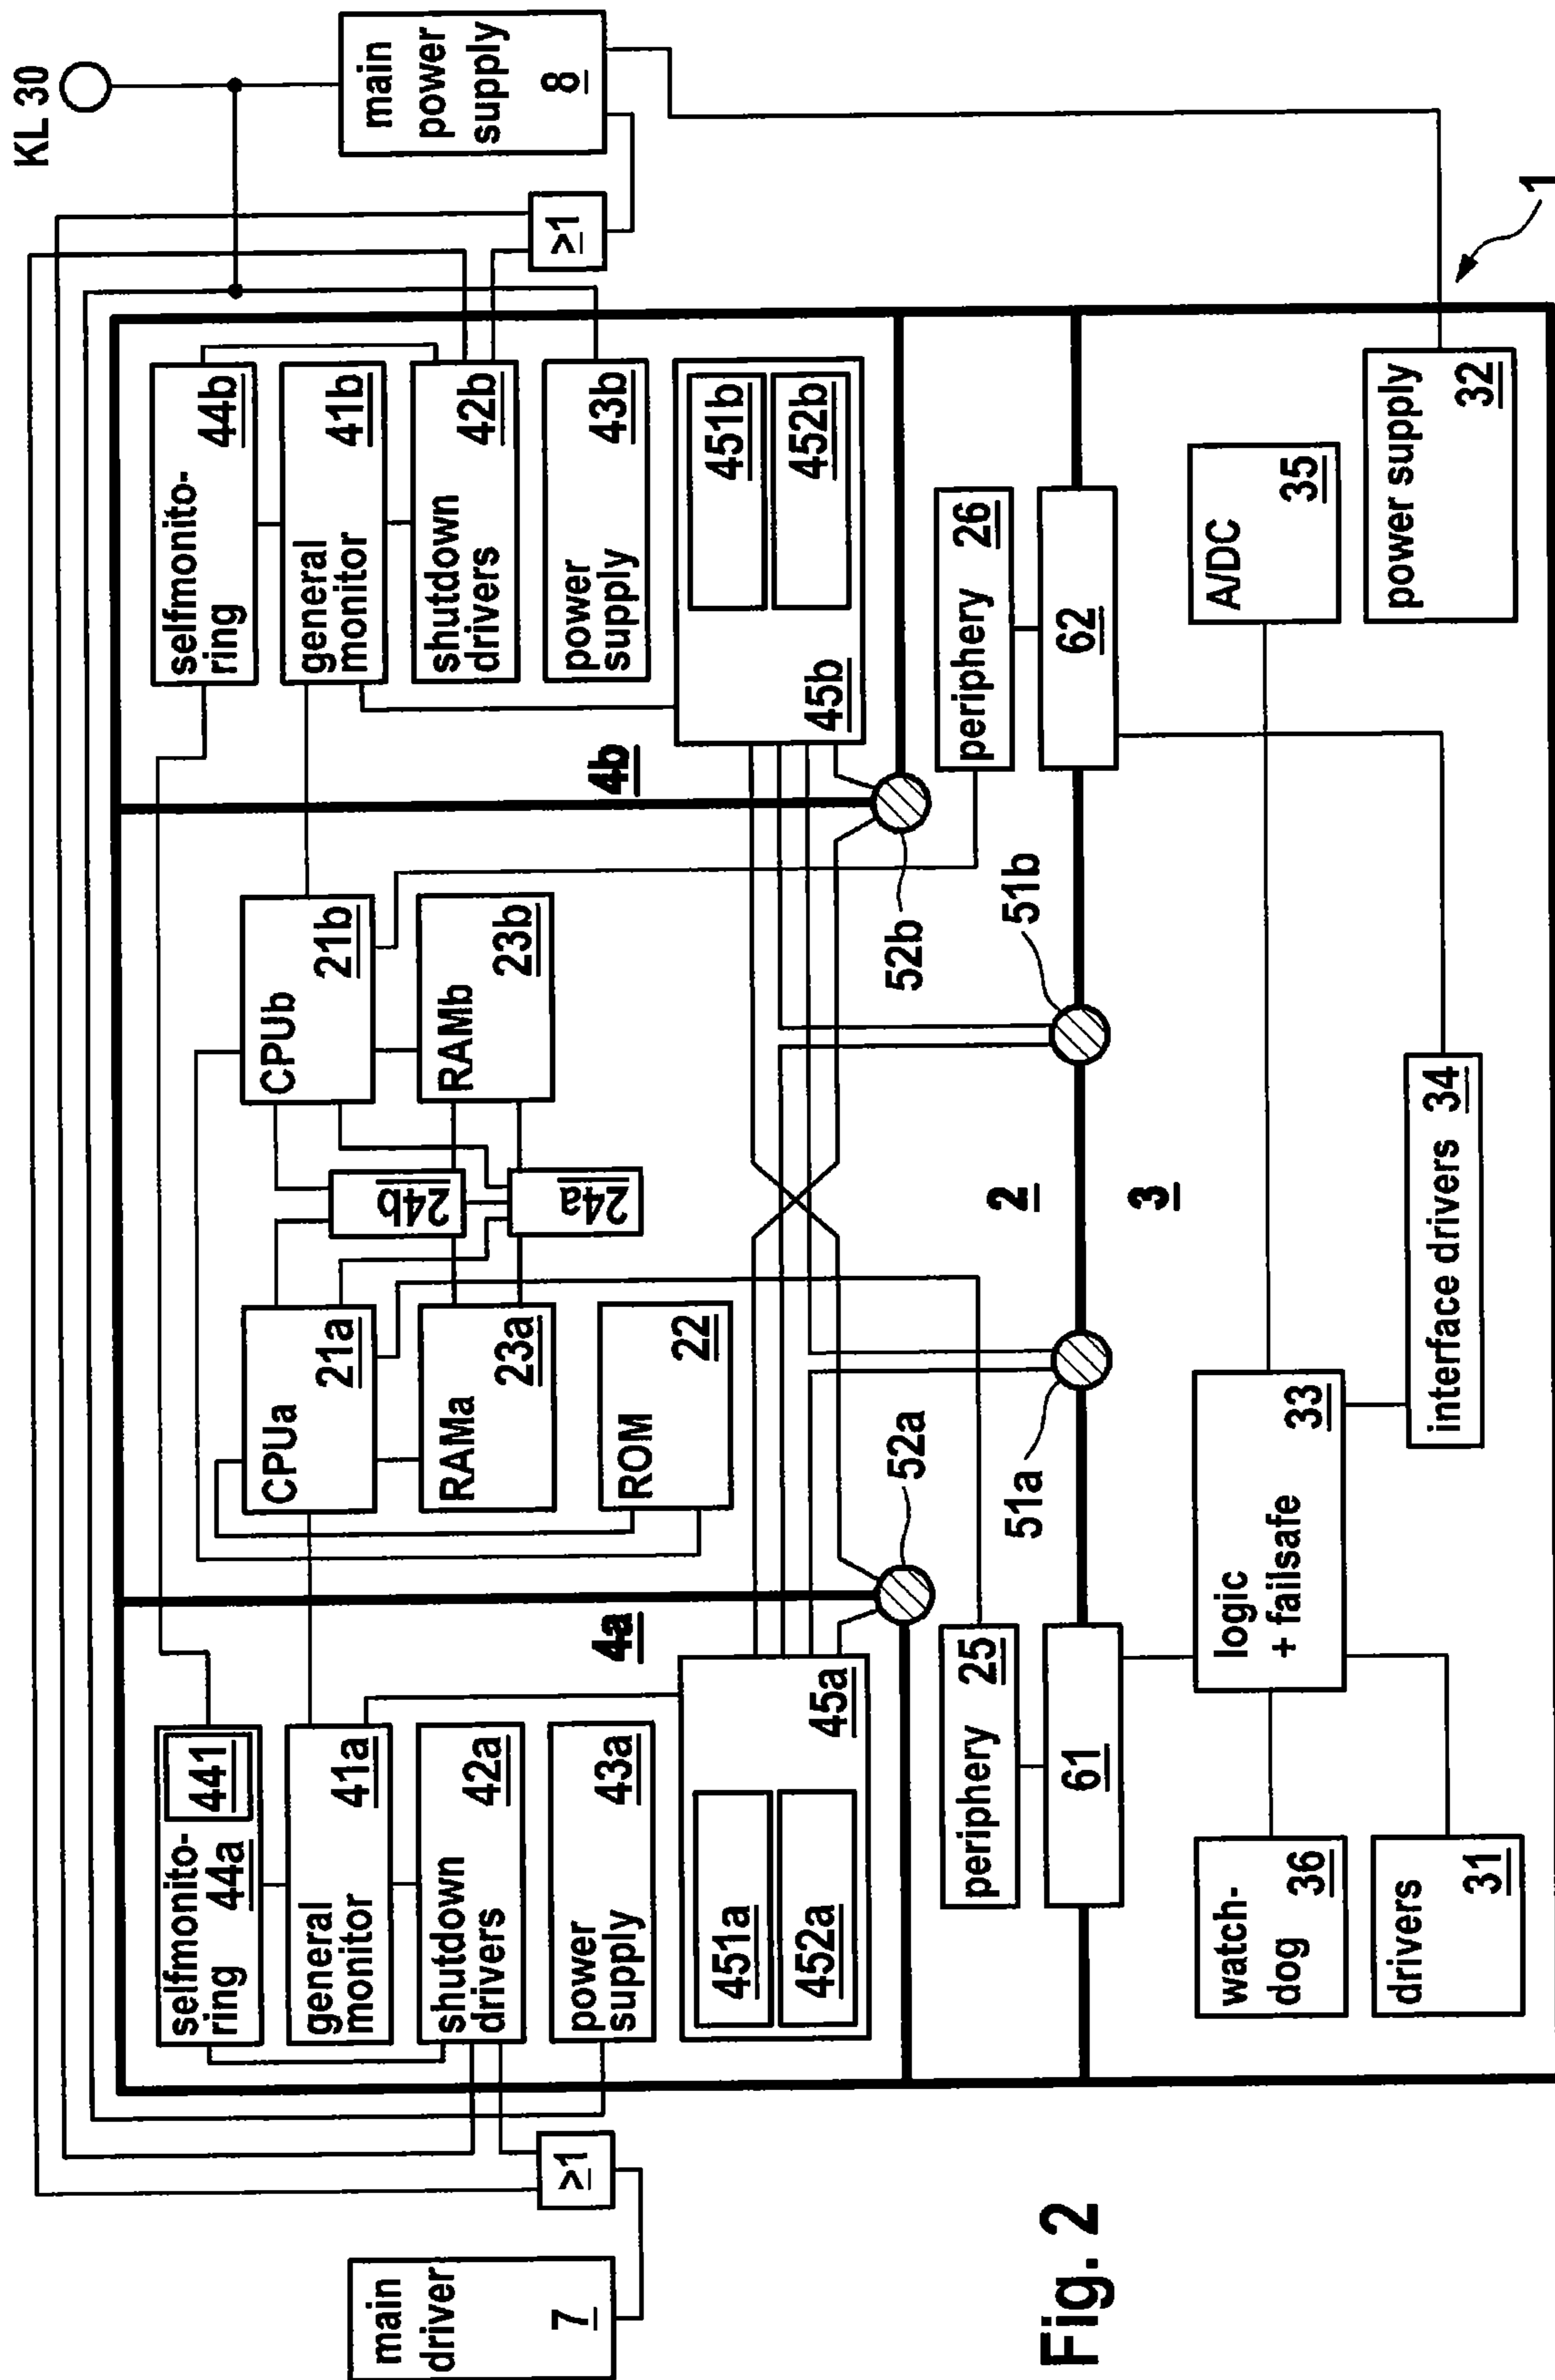 KL 30
main
driver
7
≥1
≥1
main
power
supply
8
selfmonito-
ring 44a
441
general
monitor
41a
shutdown
drivers
42a
power
supply
43a
45a
451a
452a
4a
CPUa
21a
RAMa
23a
ROM
22
24b
24a
CPUb
21b
RAMb
23b
4b
selfmonito-
ring
44b
general
monitor
41b
shutdown
drivers
42b
power
supply
43b
45b
451b
452b
52a
52b
51a
51b
periphery 25
periphery 26
61
62
2
3
watch-
dog
36
drivers
31
logic
+ failsafe
33
interface drivers 34
A/DC
35
power supply
32
1
Fig. 2